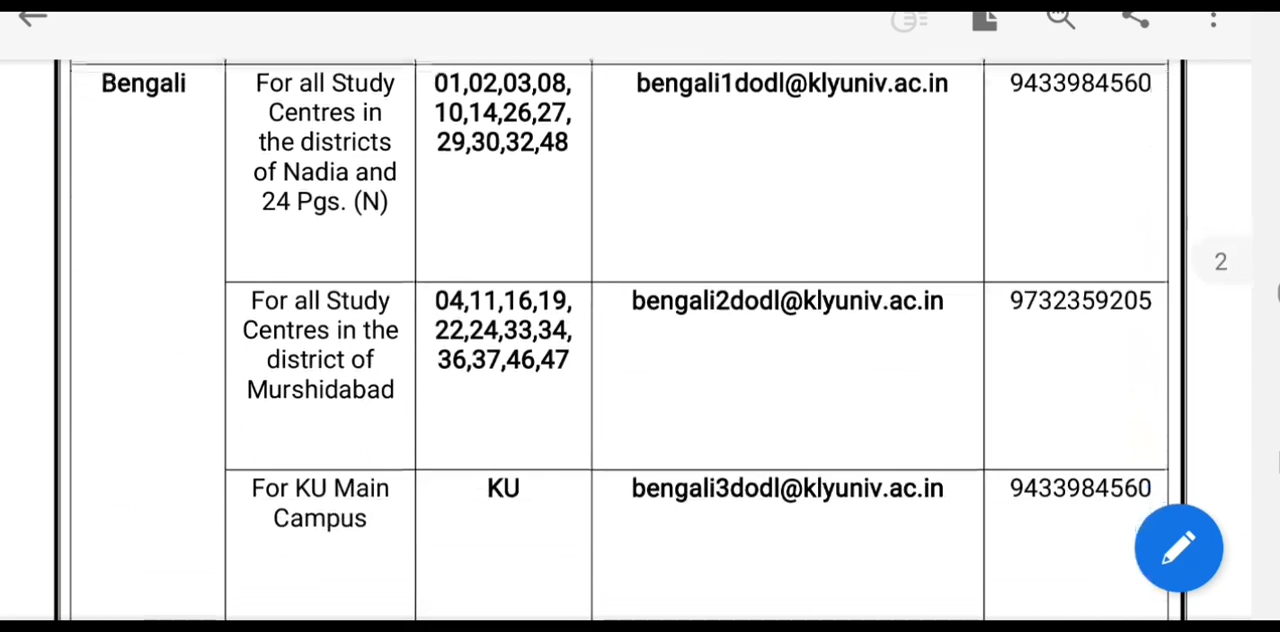 Bengali
For all Study
Centres in
the districts
of Nadia and
24 Pgs. (N)
01,02,03,08,
10,14,26,27,
29,30,32,48
bengali1dodl@klyuniv.ac.in
9433984560
For all Study
Centres in the
district of
Murshidabad
04,11,16,19,
22,24,33,34,
36,37,46,47
bengali2dodl@klyuniv.ac.in
9732359205
2
For KU Main
Campus
KU
bengali3dodl@klyuniv.ac.in
9433984560